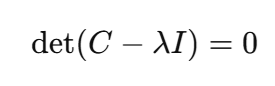 det(C − λI) = 0